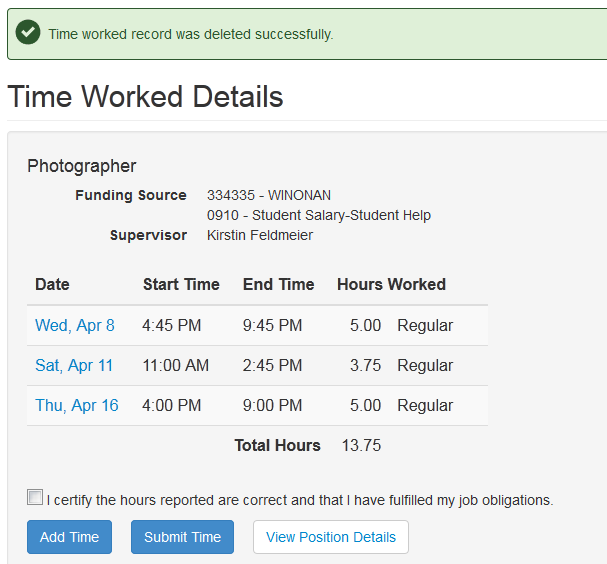 Time worked record was deleted successfully.
Time Worked Details
Photographer
Funding Source 334335 - WINONAN
0910 - Student Salary-Student Help
Supervisor Kirstin Feldmeier
Date Start Time End Time Hours Worked
Wed, Apr 8 4:45 PM 9:45 PM 5.00 Regular
Sat, Apr 11 11:00 AM 2:45 PM 3.75 Regular
Thu, Apr 16 4:00 PM 9:00 PM 5.00 Regular
Total Hours 13.75
I certify the hours reported are correct and that I have fulfilled my job obligations.
Add Time Submit Time View Position Details